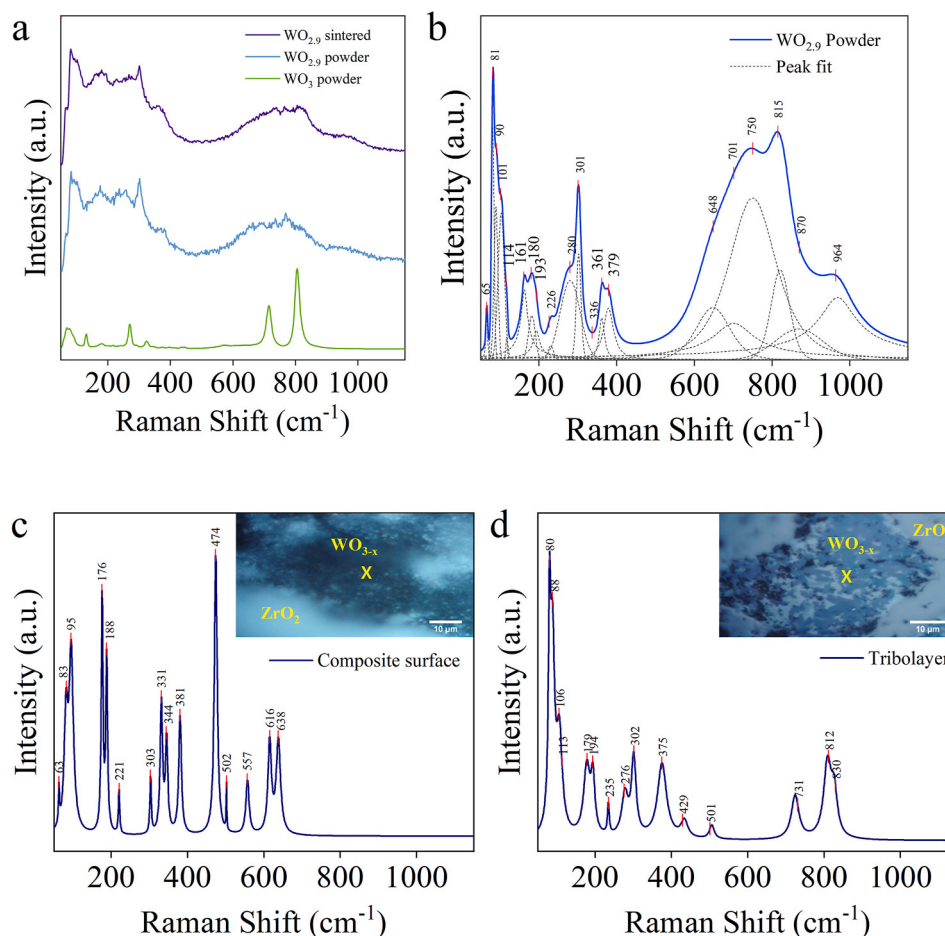 a
WO2.9 sintered
WO2.9 powder
WO3 powder
Intensity (a.u.)
200 400 600 800 1000
Raman Shift (cm-1)
b
WO2.9 Powder
Peak fit
65
81
90
101
114
161
180
193
226
280
301
336
361
379
648
701
750
815
870
964
Intensity (a.u.)
200 400 600 800 1000
Raman Shift (cm-1)
c
WO3-x
X
ZrO2
10 µm
Composite surface
63
83
95
176
188
221
303
331
344
381
474
502
557
616
638
Intensity (a.u.)
200 400 600 800 1000
Raman Shift (cm-1)
d
ZrO
WO3-x
X
10 µm
Tribolayer
80
88
106
113
179
194
235
276
302
375
429
501
731
812
830
Intensity (a.u.)
200 400 600 800 1000
Raman Shift (cm-1)